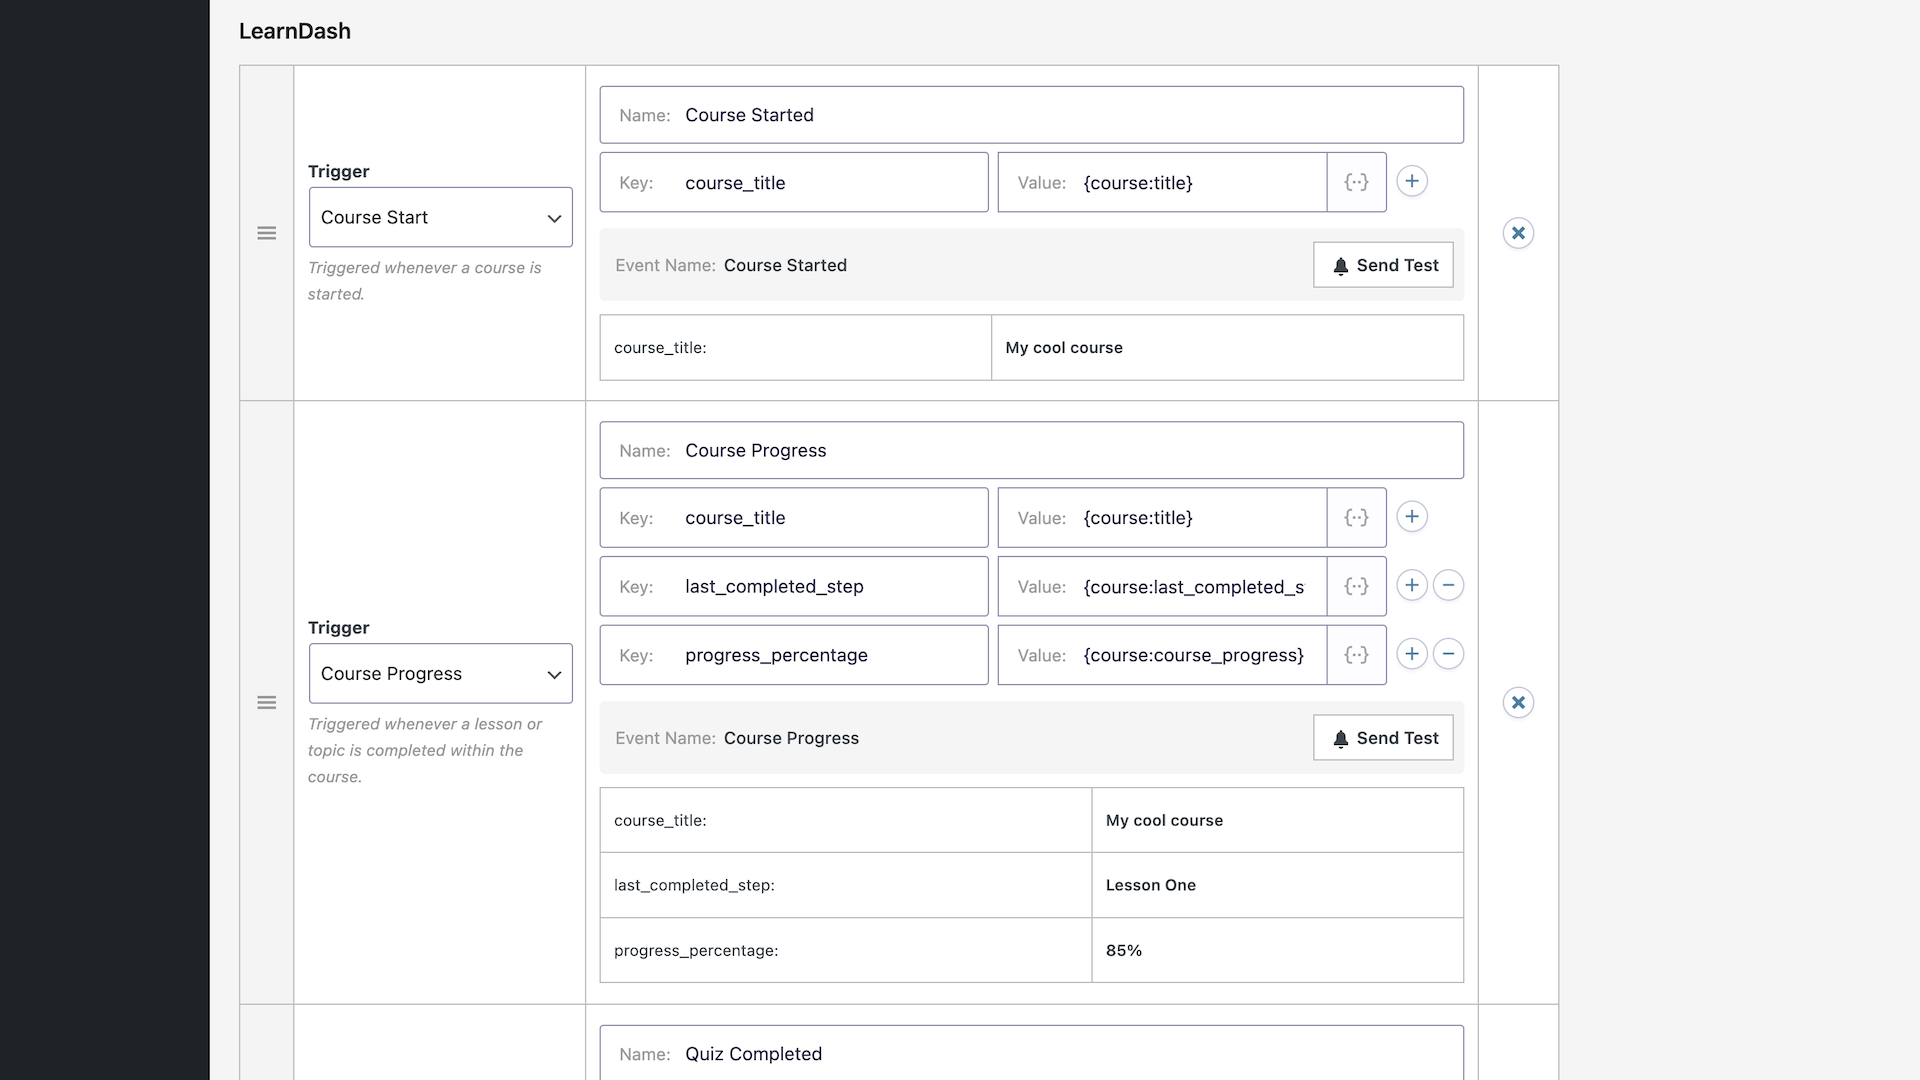 LearnDash
Trigger
Course Start
Triggered whenever a course is
started.
Name: Course Started
Key: course_title Value: {course:title} {··}
Event Name: Course Started Send Test
course_title: My cool course
Trigger
Course Progress
Triggered whenever a lesson or
topic is completed within the
course.
Name: Course Progress
Key: course_title Value: {course:title} {··}
Key: last_completed_step Value: {course:last_completed_s {··}
Key: progress_percentage Value: {course:course_progress} {··}
Event Name: Course Progress Send Test
course_title: My cool course
last_completed_step: Lesson One
progress_percentage: 85%
Name: Quiz Completed